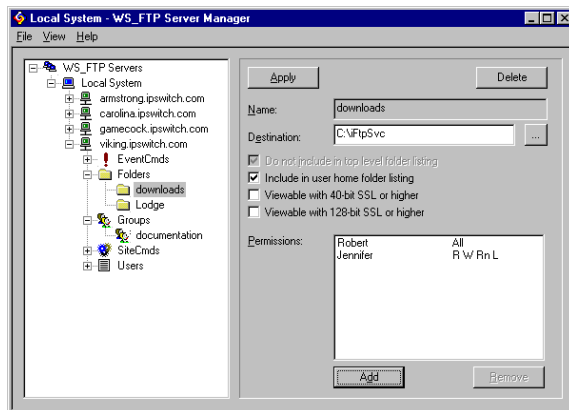 Local System - WS_FTP Server Manager
File View Help
WS_FTP Servers
Local System
armstrong.ipswitch.com
carolina.ipswitch.com
gamecock.ipswitch.com
viking.ipswitch.com
EventCmds
Folders
downloads
Lodge
Groups
documentation
SiteCmds
Users
Apply
Delete
Name:
downloads
Destination:
C:\iFtpSvc
...
Do not include in top level folder listing
Include in user home folder listing
Viewable with 40-bit SSL or higher
Viewable with 128-bit SSL or higher
Permissions:
Robert All
Jennifer R W Rn L
Add
Remove